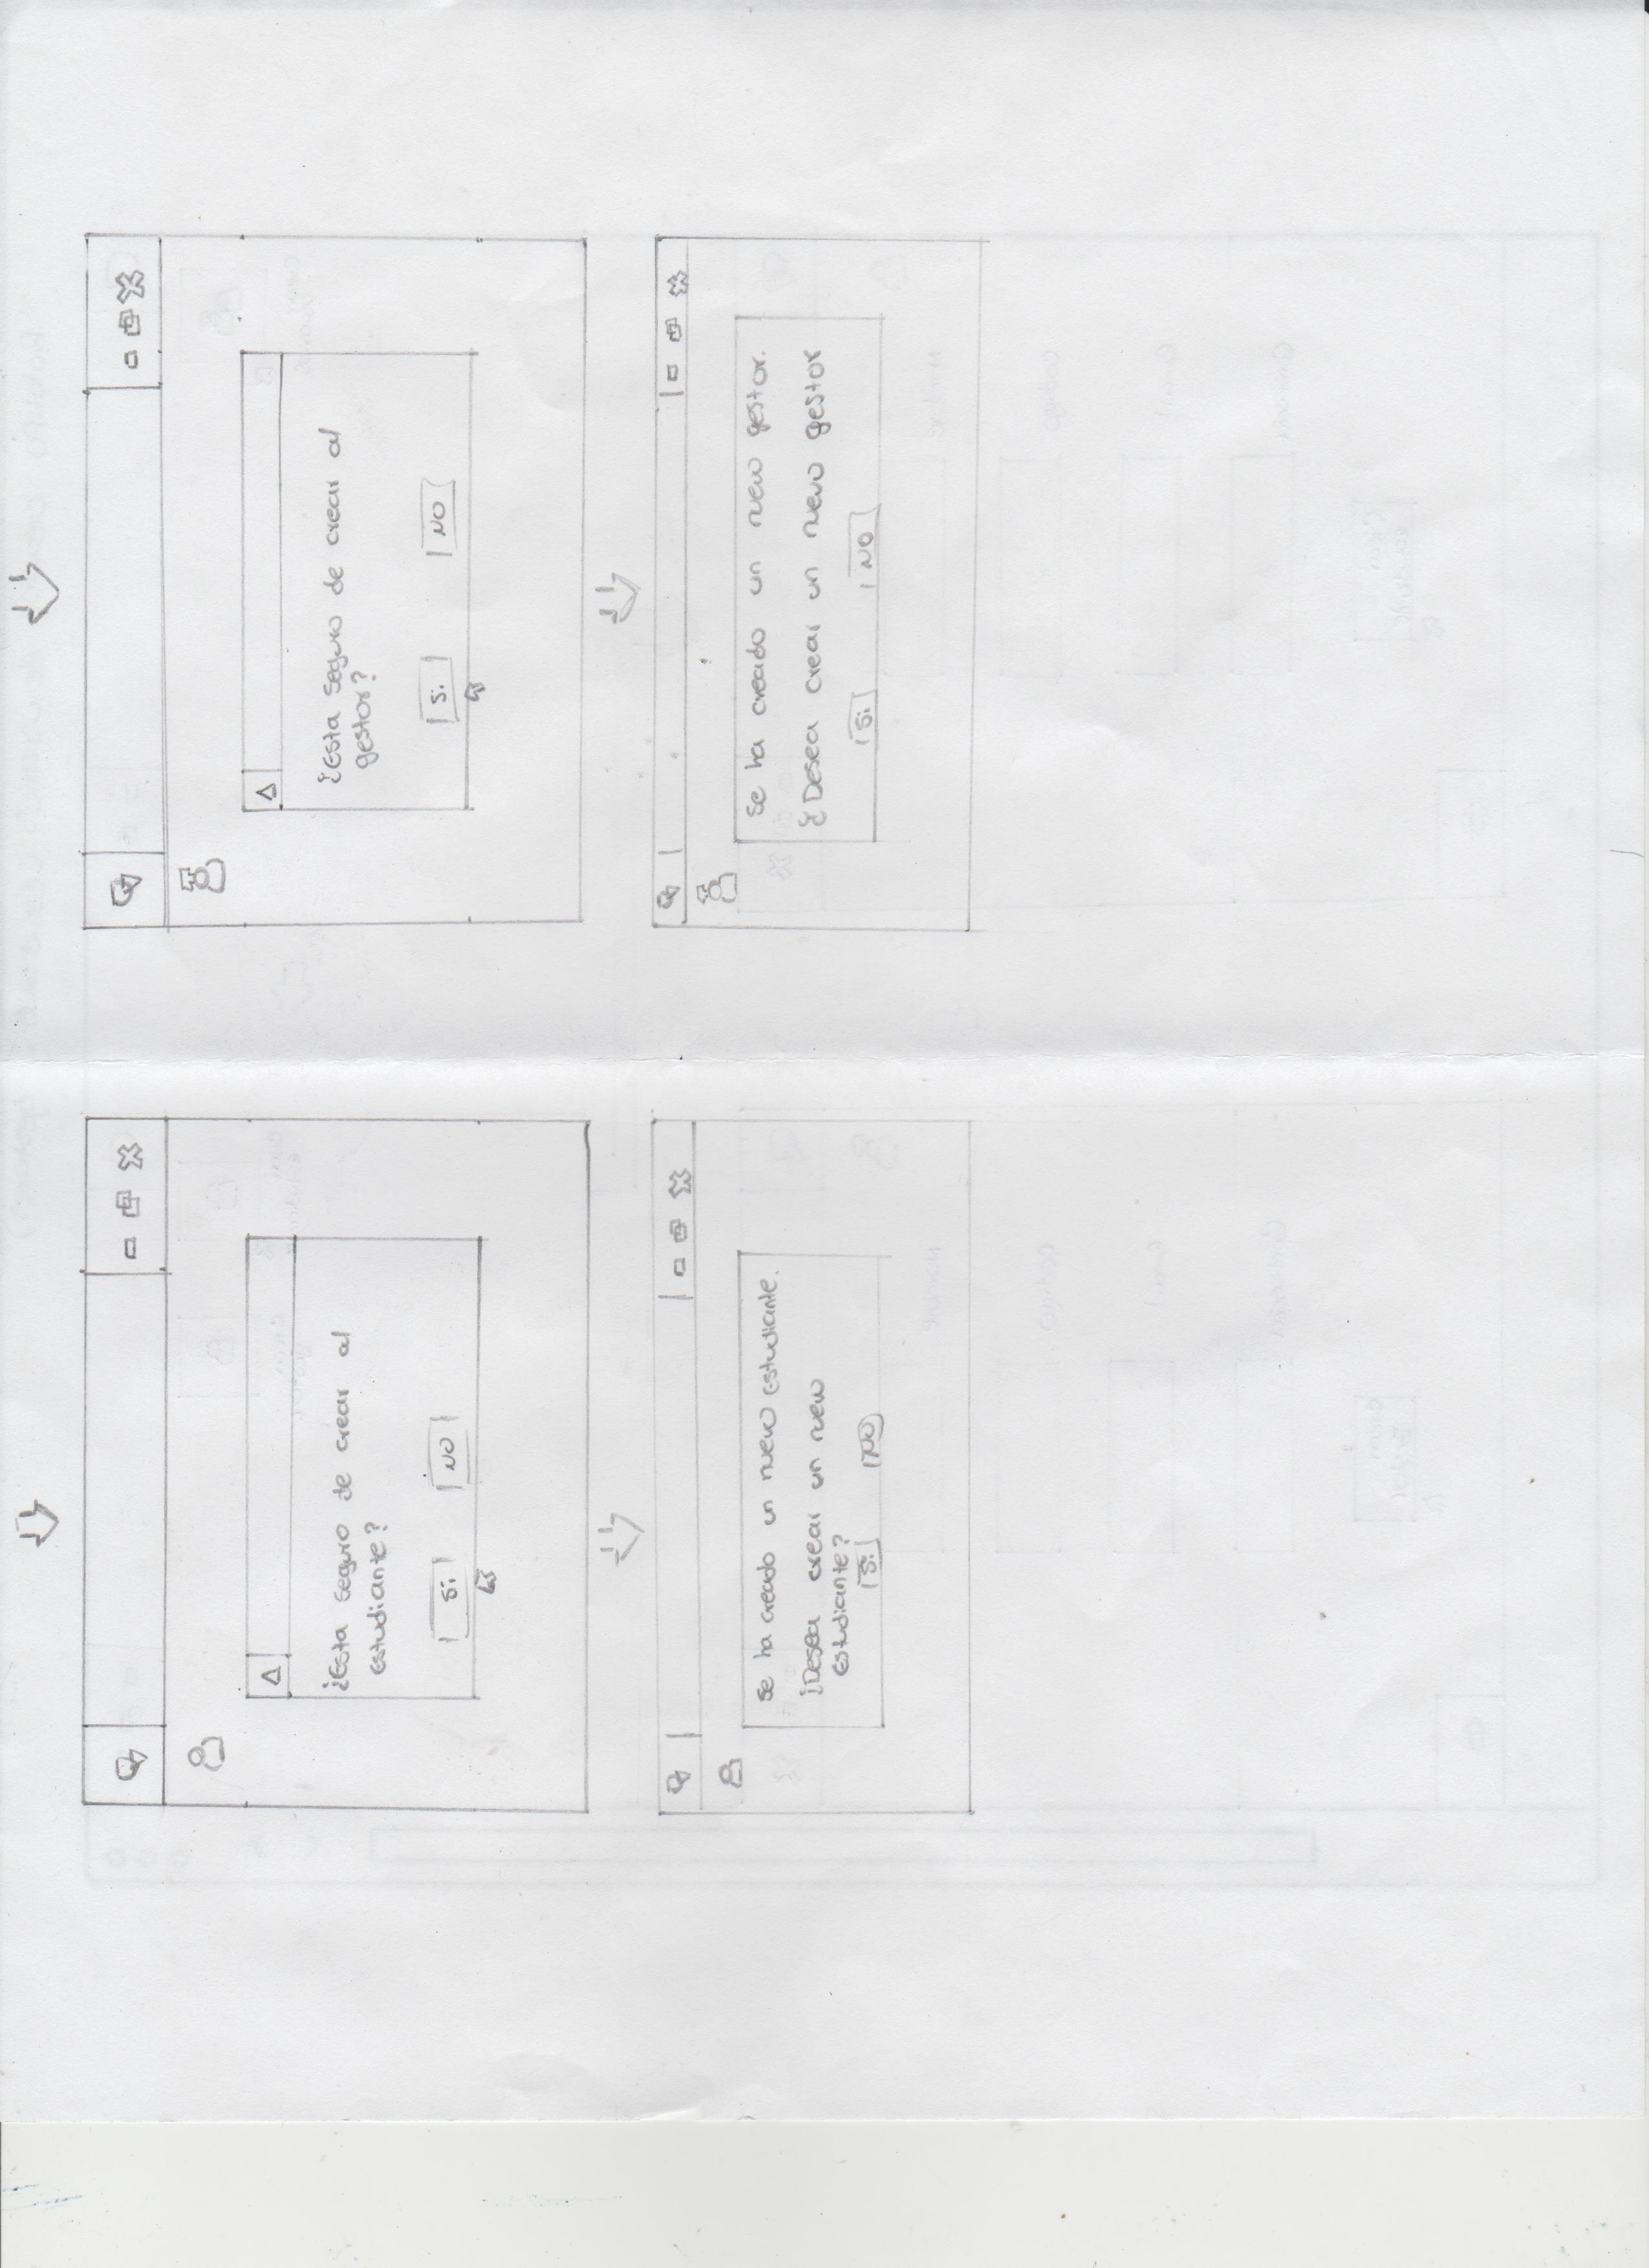 ¿Esta seguro de crear al
estudiante?
Si NO
Se ha creado un nuevo estudiante.
¿Desea crear un nuevo
estudiante?
Si NO
¿Esta seguro de crear al
gestor?
Si NO
Se ha creado un nuevo gestor.
¿Desea crear un nuevo gestor
Si NO